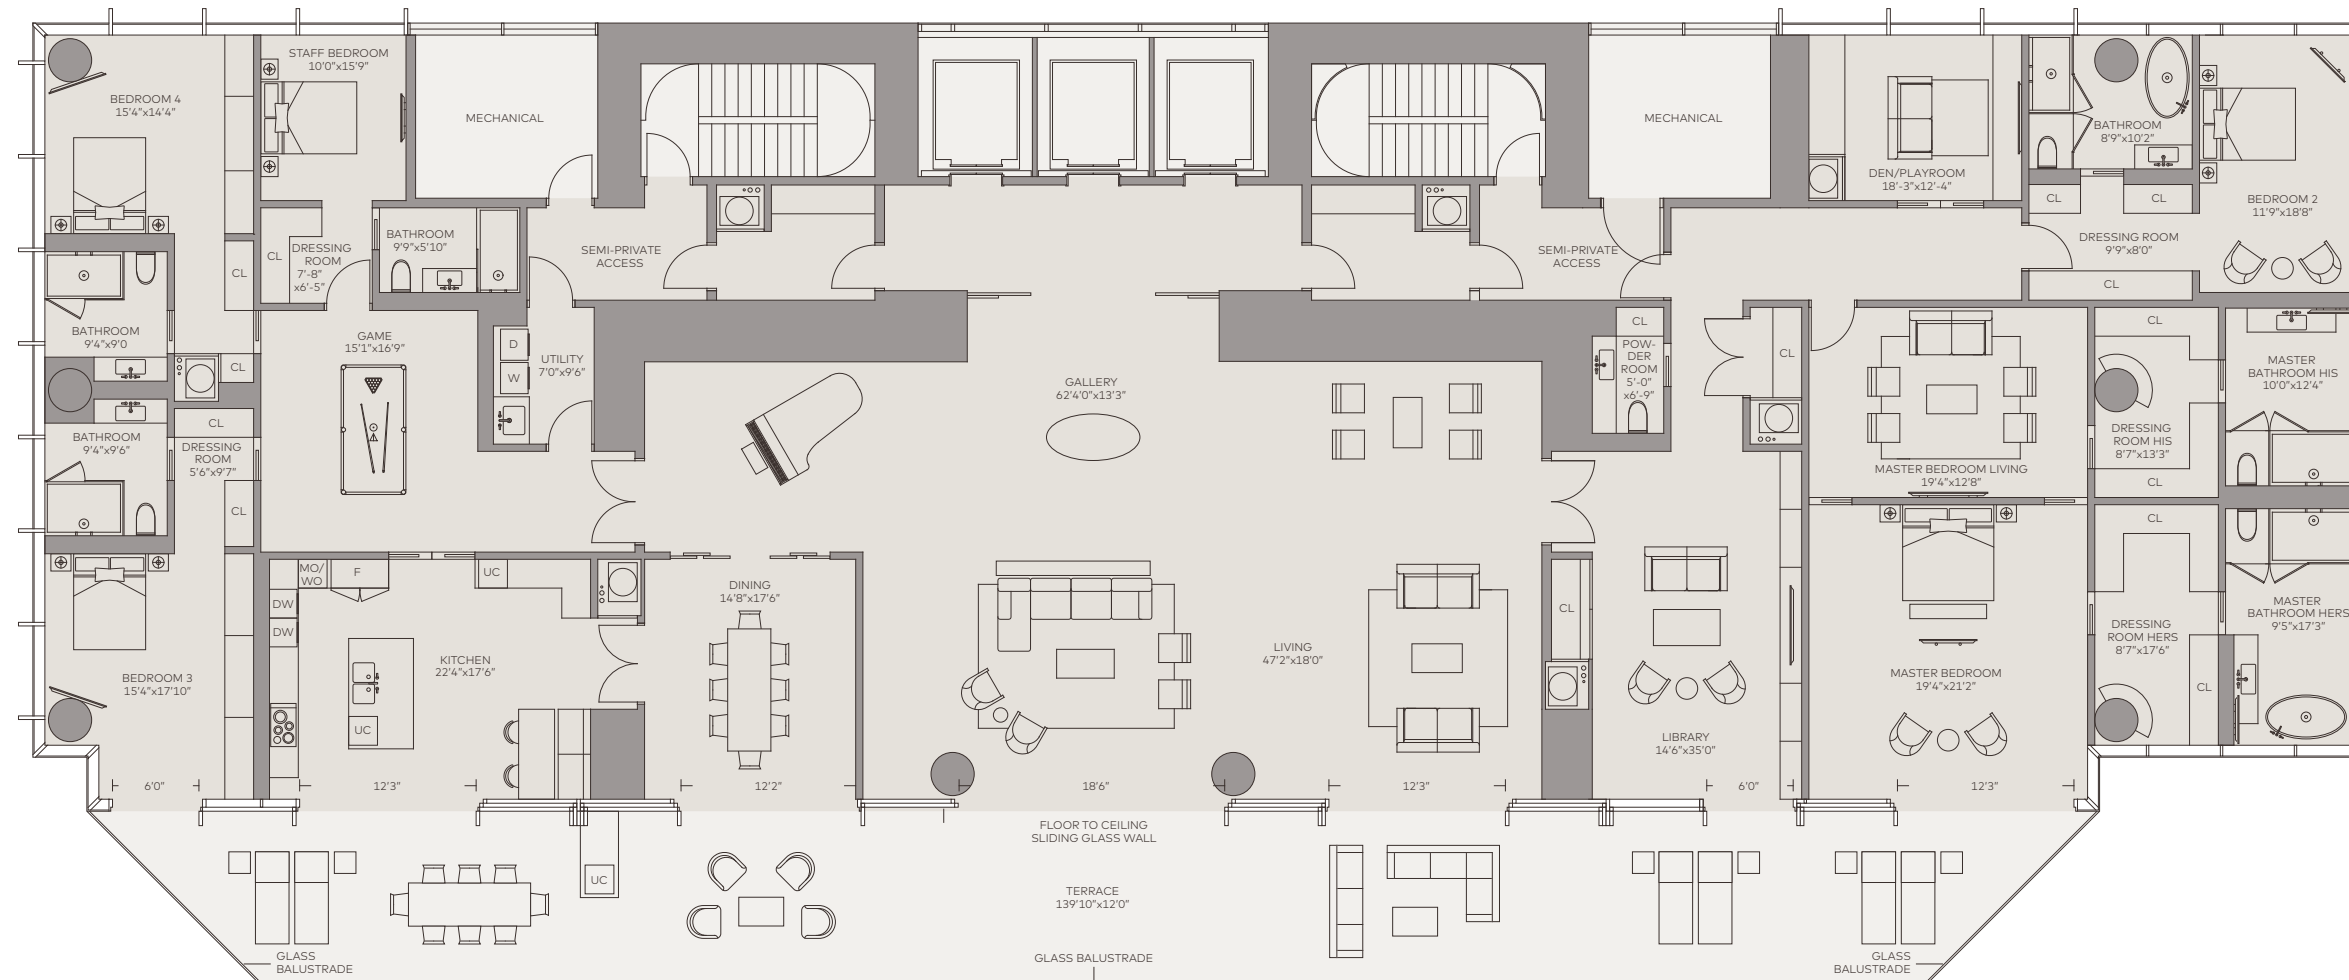 STAFF BEDROOM
10'0"x15'9"
BEDROOM 4
15'4"x14'4"
MECHANICAL
MECHANICAL
DEN/PLAYROOM
18'-3"x12'-4"
BATHROOM
8'9"x10'2"
CL
CL
BEDROOM 2
11'9"x18'8"
DRESSING ROOM
9'9"x8'0"
CL
CL
DRESSING
ROOM
7'-8"
x6'-5"
CL
BATHROOM
9'9"x5'10"
SEMI-PRIVATE
ACCESS
SEMI-PRIVATE
ACCESS
BATHROOM
9'4"x9'0
CL
GAME
15'1"x16'9"
D
W
UTILITY
7'0"x9'6"
GALLERY
62'4'0"x13'3"
CL
POW-
DER
ROOM
5'-0"
x6'-9"
CL
CL
MASTER
BATHROOM HIS
10'0"x12'4"
BATHROOM
9'4"x9'6"
CL
DRESSING
ROOM
5'6"x9'7"
CL
DRESSING
ROOM HIS
8'7"x13'3"
CL
MASTER BEDROOM LIVING
19'4"x12'8"
CL
MO/
WO
F
UC
DW
DW
DINING
14'8"x17'6"
CL
KITCHEN
22'4"x17'6"
UC
LIVING
47'2"x18'0"
MASTER
BATHROOM HERS
9'5"x17'3"
DRESSING
ROOM HERS
8'7"x17'6"
CL
BEDROOM 3
15'4"x17'10"
MASTER BEDROOM
19'4"x21'2"
LIBRARY
14'6"x35'0"
6'0"
12'3"
12'2"
18'6"
12'3"
6'0"
12'3"
FLOOR TO CEILING
SLIDING GLASS WALL
UC
TERRACE
139'10"x12'0"
GLASS
BALUSTRADE
GLASS BALUSTRADE
GLASS
BALUSTRADE